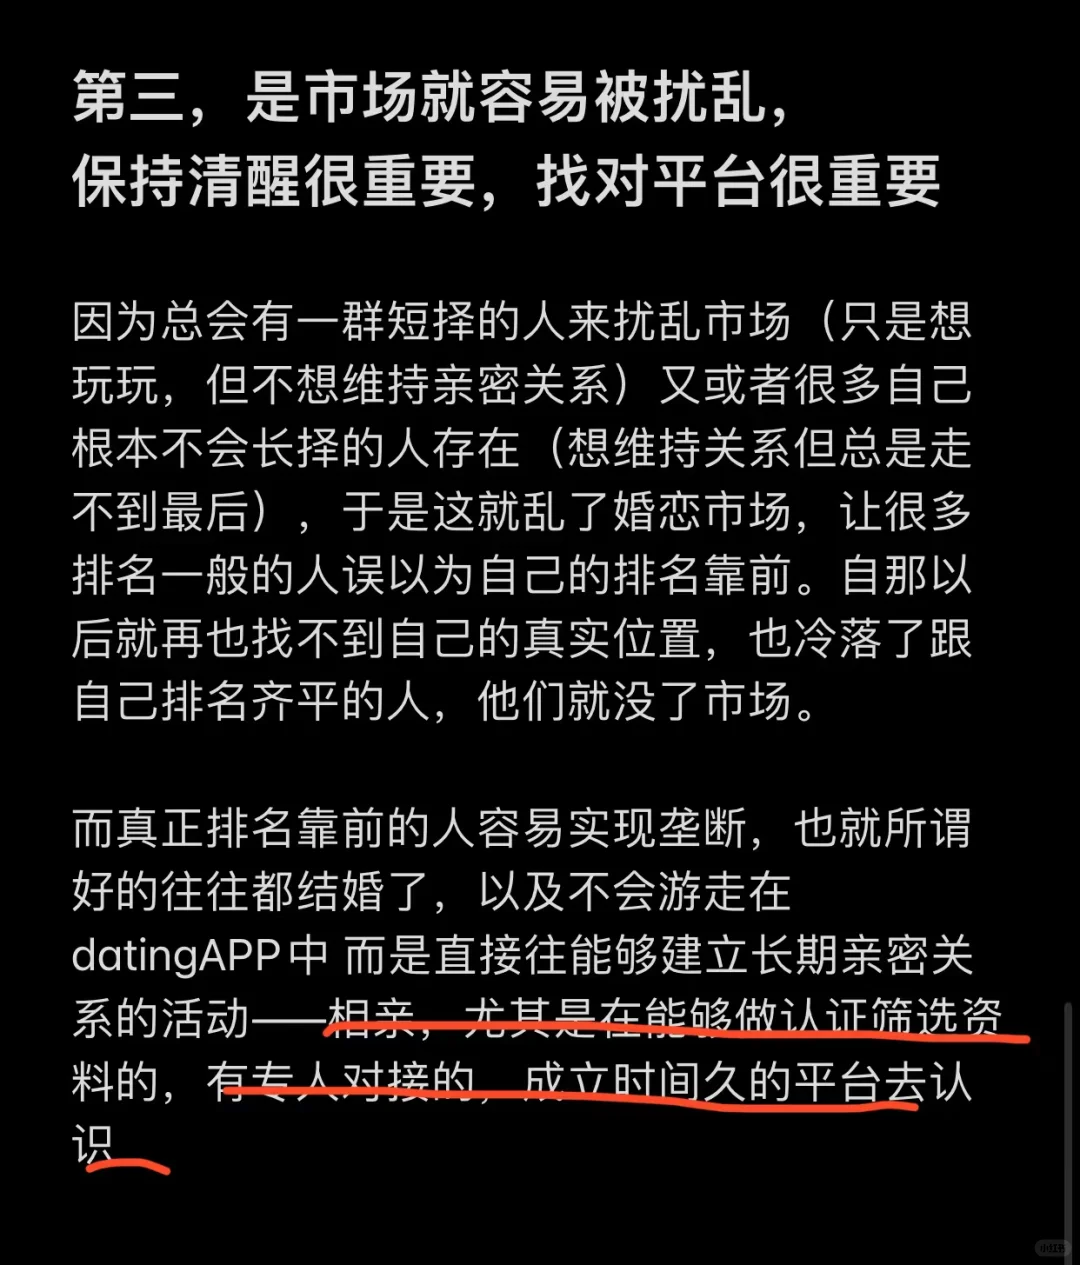 第三，是市场就容易被扰乱，
保持清醒很重要，找对平台很重要
因为总会有一群短择的人来扰乱市场（只是想
玩玩，但不想维持亲密关系）又或者很多自己
根本不会长择的人存在（想维持关系但总是走
不到最后），于是这就乱了婚恋市场，让很多
排名一般的人误以为自己的排名靠前。自那以
后就再也找不到自己的真实位置，也冷落了跟
自己排名齐平的人，他们就没了市场。
而真正排名靠前的人容易实现垄断，也就所谓
好的往往都结婚了，以及不会游走在
datingAPP中 而是直接往能够建立长期亲密关
系的活动——相亲，尤其是在能够做认证筛选资
料的，有专人对接的，成立时间久的平台去认
识
小红书